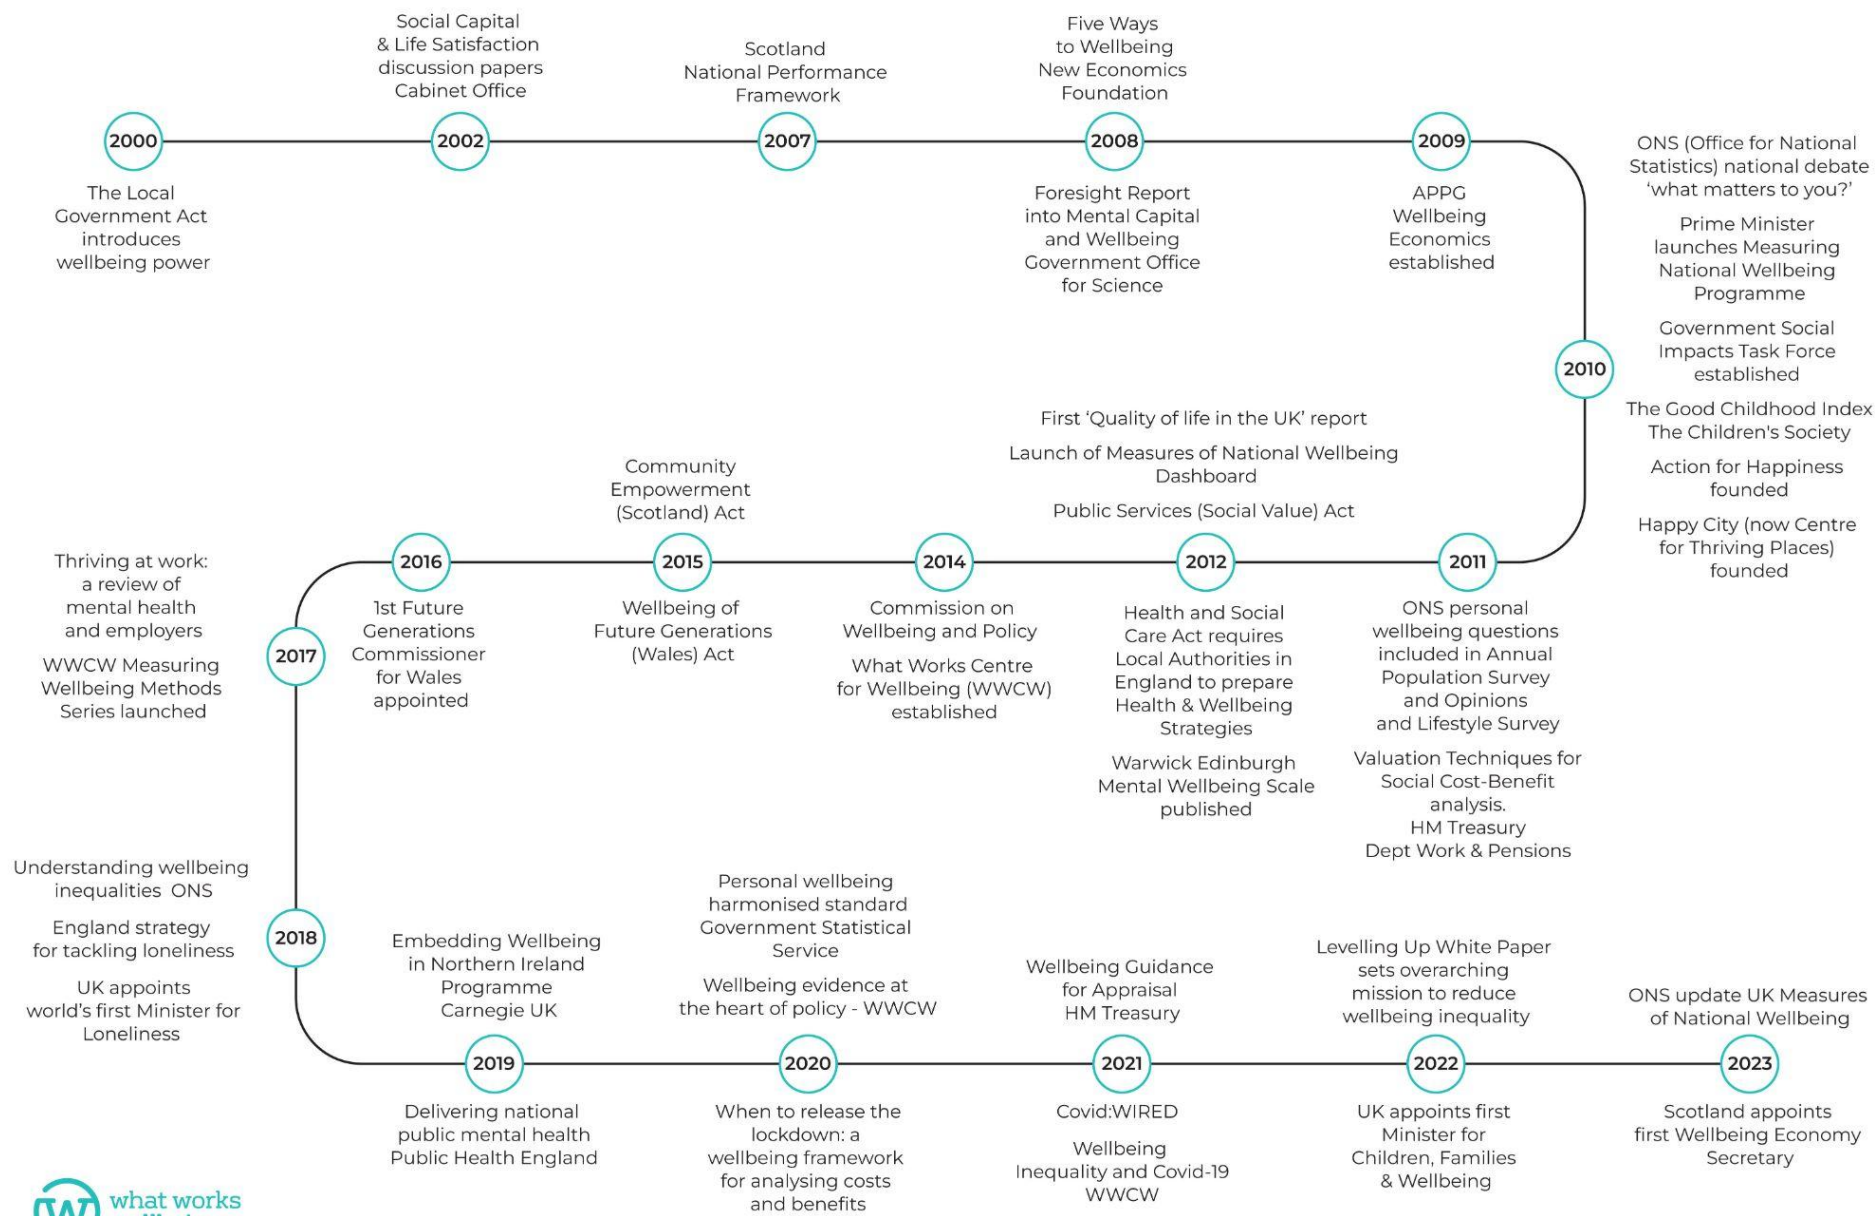 Social Capital
& Life Satisfaction
discussion papers
Cabinet Office
Scotland
National Performance
Framework
Five Ways
to Wellbeing
New Economics
Foundation
2000
2002
2007
2008
2009
The Local
Government Act
introduces
wellbeing power
Foresight Report
into Mental Capital
and Wellbeing
Government Office
for Science
APPG
Wellbeing
Economics
established
ONS (Office for National
Statistics) national debate
‘what matters to you?’
Prime Minister
launches Measuring
National Wellbeing
Programme
Government Social
Impacts Task Force
established
The Good Childhood Index
The Children's Society
Action for Happiness
founded
Happy City (now Centre
for Thriving Places)
founded
2010
First ‘Quality of life in the UK’ report
Launch of Measures of National Wellbeing
Dashboard
Public Services (Social Value) Act
Community
Empowerment
(Scotland) Act
2016
2015
2014
2012
2011
ONS personal
wellbeing questions
included in Annual
Population Survey
and Opinions
and Lifestyle Survey
Valuation Techniques for
Social Cost-Benefit
analysis.
HM Treasury
Dept Work & Pensions
Health and Social
Care Act requires
Local Authorities in
England to prepare
Health & Wellbeing
Strategies
Warwick Edinburgh
Mental Wellbeing Scale
published
Commission on
Wellbeing and Policy
What Works Centre
for Wellbeing (WWCW)
established
Wellbeing of
Future Generations
(Wales) Act
1st Future
Generations
Commissioner
for Wales
appointed
Thriving at work:
a review of
mental health
and employers
WWCW Measuring
Wellbeing Methods
Series launched
2017
Understanding wellbeing
inequalities ONS
England strategy
for tackling loneliness
UK appoints
world's first Minister for
Loneliness
2018
Embedding Wellbeing
in Northern Ireland
Programme
Carnegie UK
Personal wellbeing
harmonised standard
Government Statistical
Service
Wellbeing evidence at
the heart of policy - WWCW
Wellbeing Guidance
for Appraisal
HM Treasury
Levelling Up White Paper
sets overarching
mission to reduce
wellbeing inequality
ONS update UK Measures
of National Wellbeing
2019
2020
2021
2022
2023
Delivering national
public mental health
Public Health England
When to release the
lockdown: a
wellbeing framework
for analysing costs
and benefits
Covid:WIRED
Wellbeing
Inequality and Covid-19
WWCW
UK appoints first
Minister for
Children, Families
& Wellbeing
Scotland appoints
first Wellbeing Economy
Secretary
W
what works